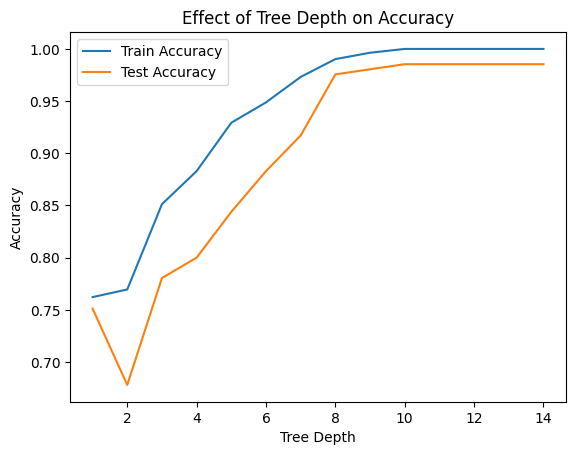 Effect of Tree Depth on Accuracy
Train Accuracy
Test Accuracy
Accuracy
1.00
0.95
0.90
0.85
0.80
0.75
0.70
2 4 6 8 10 12 14
Tree Depth